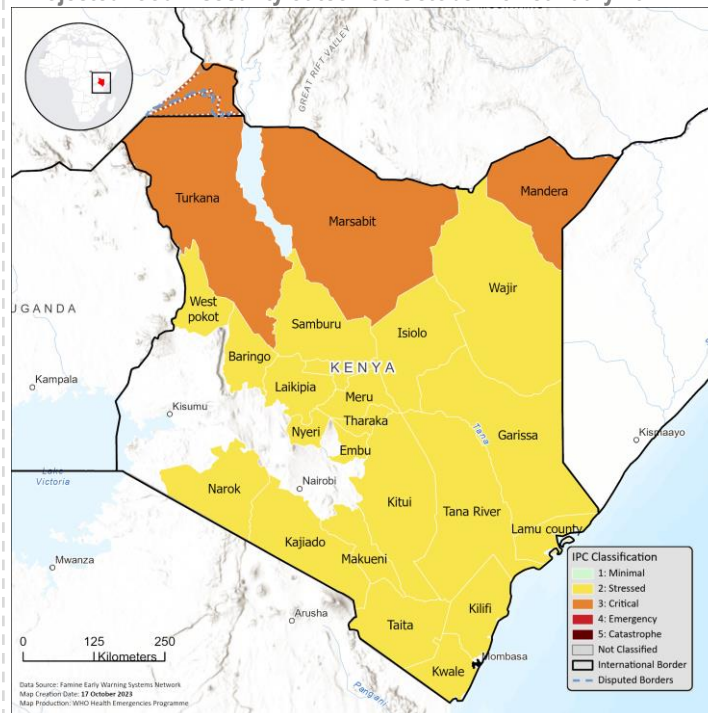 GREAT RIFT VALLEY
Turkana
Marsabit
Mandera
Wajir
West
pokot
Samburu
Isiolo
UGANDA
Baringo
KENYA
Laikipia
Meru
Kampala
Kisumu
Tharaka
Nyeri
Embu
Tana
Garissa
Kismaayo
Lake
Victoria
Nairobi
Narok
Kitui
Tana River
Lamu county
Kajiado
Makueni
Mwanza
Arusha
Taita
Kilifi
Kwale
Mombasa
Pangani
IPC Classification
1: Minimal
2: Stressed
3: Critical
4: Emergency
5: Catastrophe
Not Classified
International Border
Disputed Borders
0 125 250
Kilometers
Data Source: Famine Early Warning Systems Network
Map Creation Date: 17 October 2023
Map Production: WHO Health Emergencies Programme